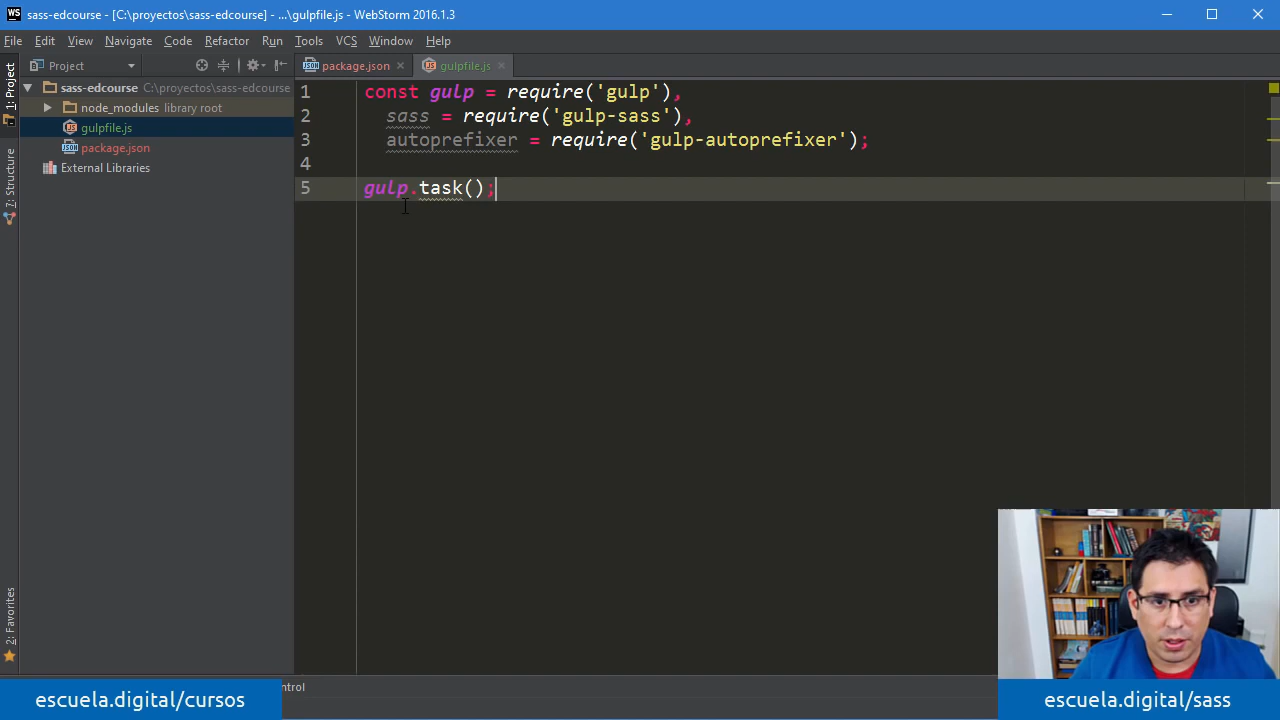 WS sass-edcourse - [C:\proyectos\sass-edcourse] - ...\gulpfile.js - WebStorm 2016.1.3
File Edit View Navigate Code Refactor Run Tools VCS Window Help
1: Project
Project
package.json
gulpfile.js
sass-edcourse C:\proyectos\sass-edcourse
node_modules library root
gulpfile.js
package.json
External Libraries
7: Structure
2: Favorites
1 const gulp = require('gulp'),
2 sass = require('gulp-sass'),
3 autoprefixer = require('gulp-autoprefixer');
4
5 gulp.task();
ntrol
escuela.digital/cursos
escuela.digital/sass